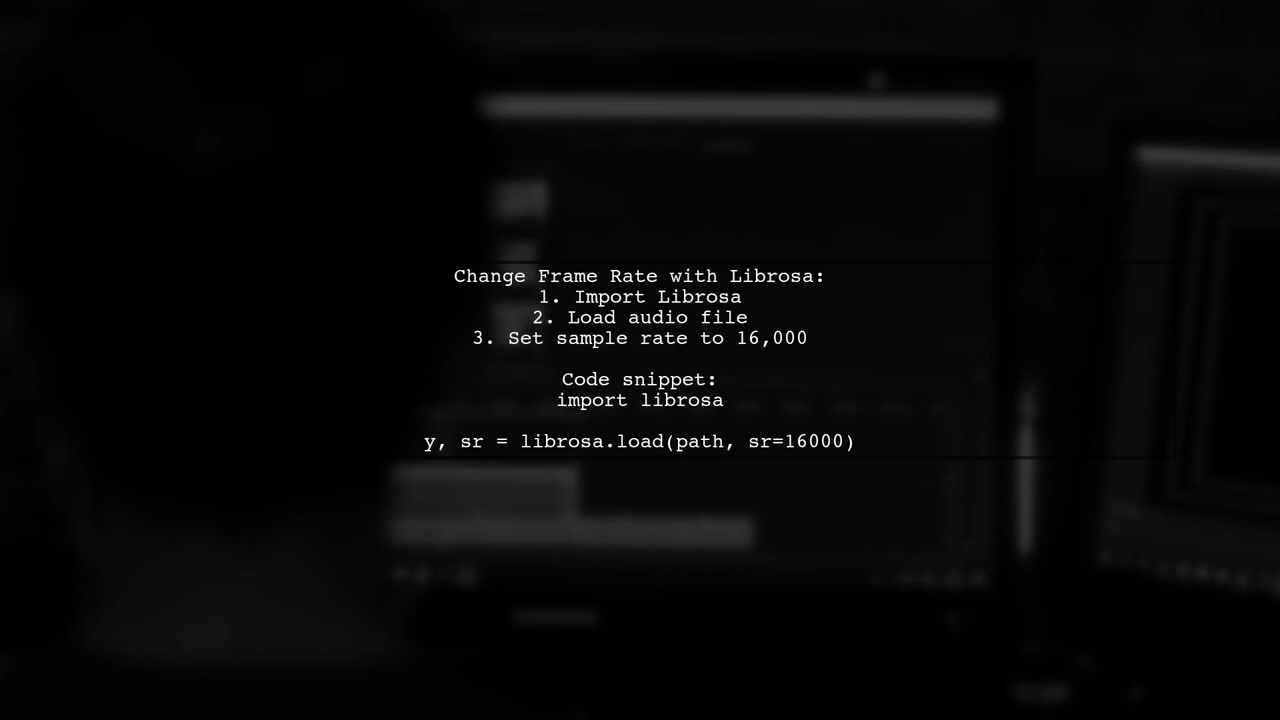 Change Frame Rate with Librosa:
1. Import Librosa
2. Load audio file
3. Set sample rate to 16,000
Code snippet:
import librosa
y, sr = librosa.load(path, sr=16000)